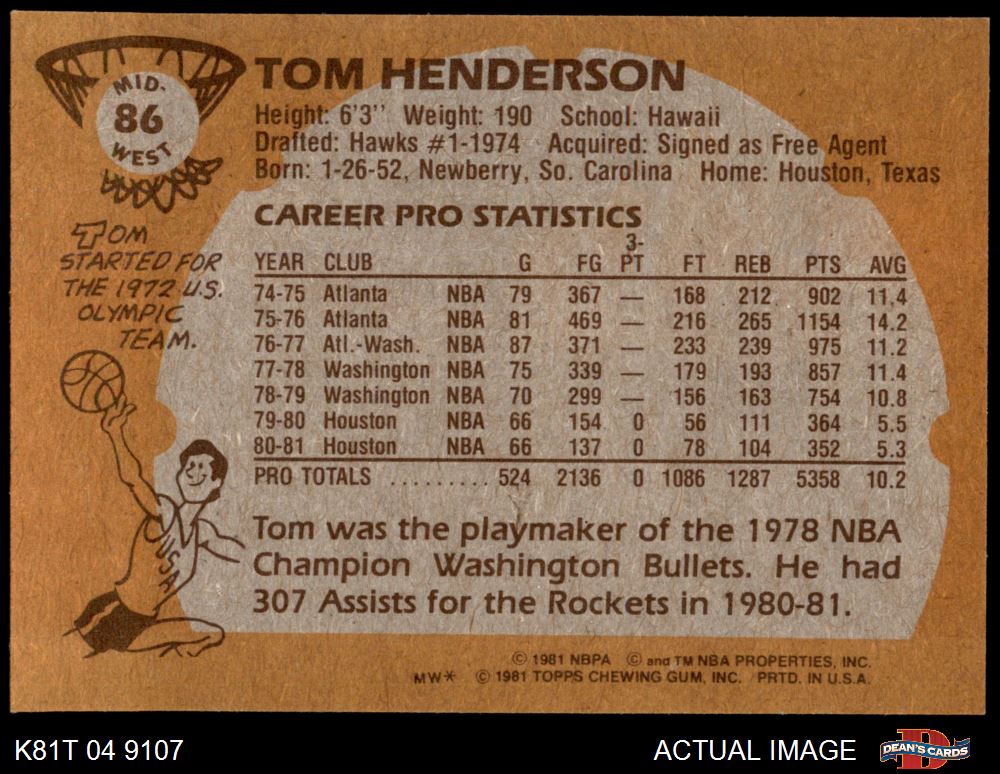 TOM HENDERSON
MID-
86
WEST
Height: 6'3'' Weight: 190 School: Hawaii
Drafted: Hawks #1-1974 Acquired: Signed as Free Agent
Born: 1-26-52, Newberry, So. Carolina Home: Houston, Texas
CAREER PRO STATISTICS
YEAR CLUB G FG 3-PT FT REB PTS AVG
74-75 Atlanta NBA 79 367 — 168 212 902 11.4
75-76 Atlanta NBA 81 469 — 216 265 1154 14.2
76-77 Atl.-Wash. NBA 87 371 — 233 239 975 11.2
77-78 Washington NBA 75 339 — 179 193 857 11.4
78-79 Washington NBA 70 299 — 156 163 754 10.8
79-80 Houston NBA 66 154 0 56 111 364 5.5
80-81 Houston NBA 66 137 0 78 104 352 5.3
PRO TOTALS ......... 524 2136 0 1086 1287 5358 10.2
TOM
STARTED FOR
THE 1972 U.S.
OLYMPIC
TEAM.
USA
Tom was the playmaker of the 1978 NBA
Champion Washington Bullets. He had
307 Assists for the Rockets in 1980-81.
© 1981 NBPA © and TM NBA PROPERTIES, INC.
MW* © 1981 TOPPS CHEWING GUM, INC. PRTD. IN U.S.A.
K81T 04 9107
ACTUAL IMAGE
D
DEAN'S CARDS